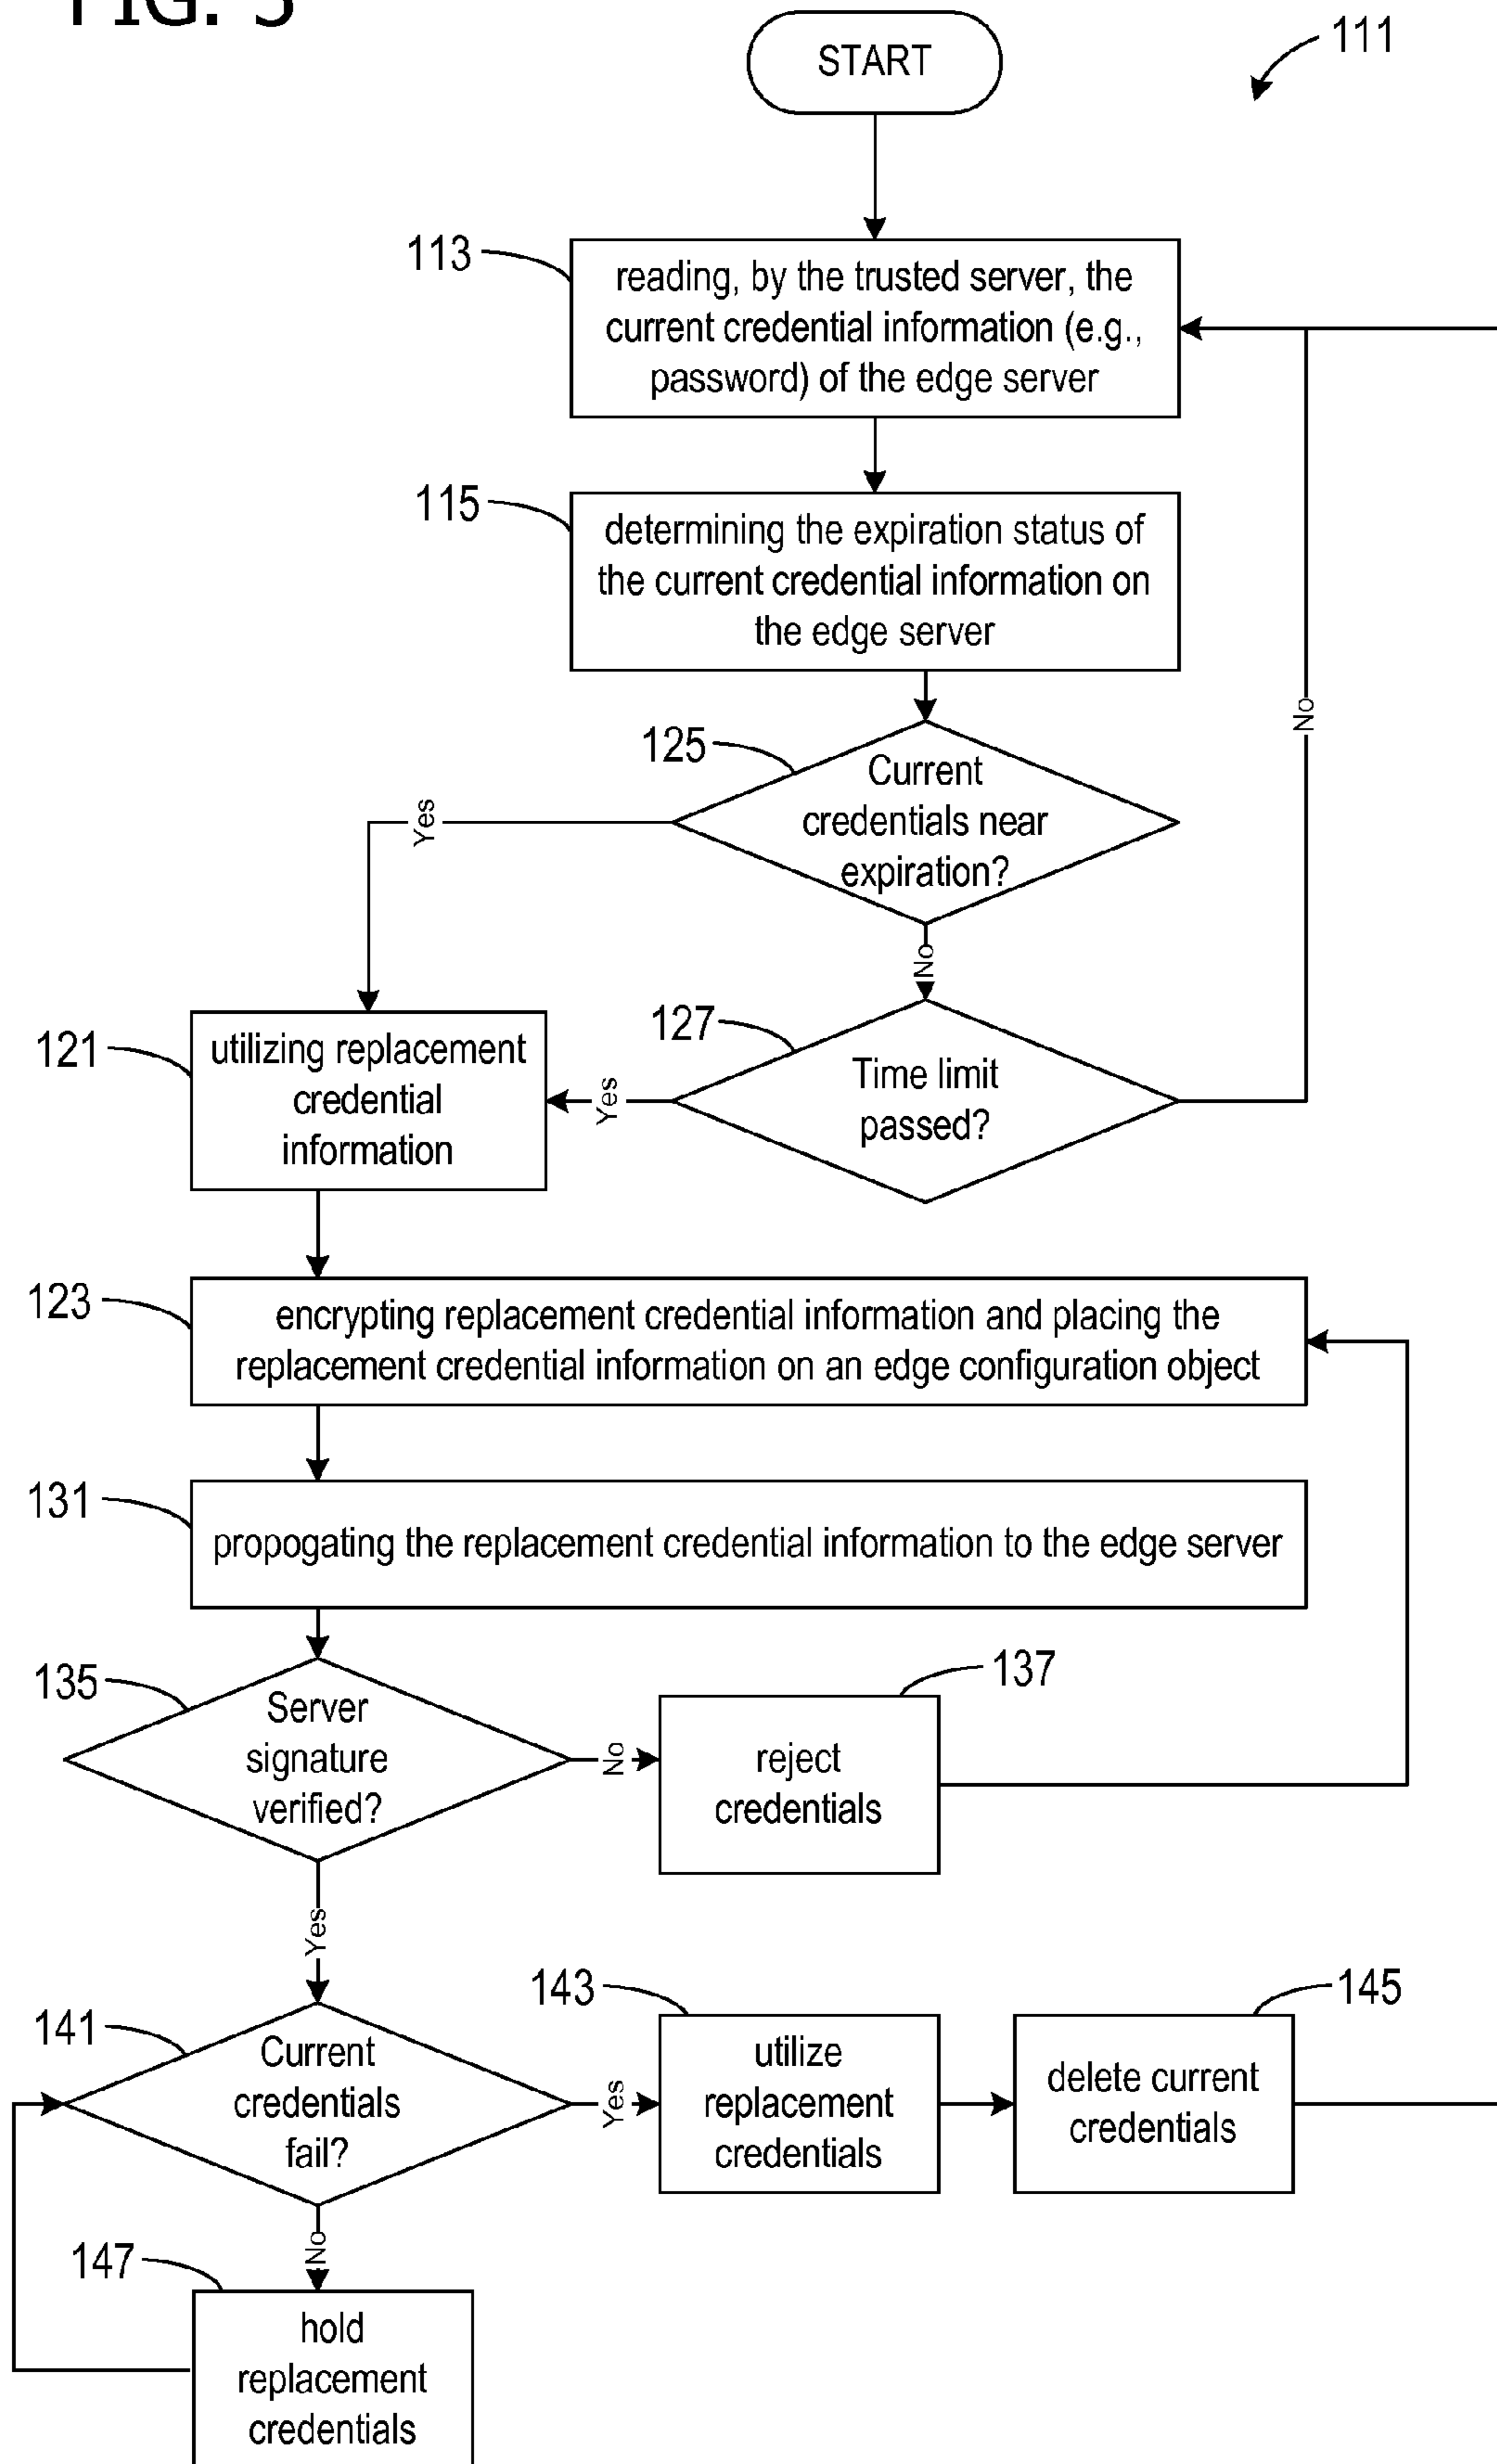 FIG. 3
START
111
113
reading, by the trusted server, the
current credential information (e.g.,
password) of the edge server
115
determining the expiration status of
the current credential information on
the edge server
125
Current
credentials near
expiration?
Yes
No
No
121
utilizing replacement
credential
information
127
Time limit
passed?
Yes
123
encrypting replacement credential information and placing the
replacement credential information on an edge configuration object
131
propogating the replacement credential information to the edge server
135
Server
signature
verified?
No
137
reject
credentials
Yes
141
Current
credentials
fail?
Yes
143
utilize
replacement
credentials
145
delete current
credentials
No
147
hold
replacement
credentials